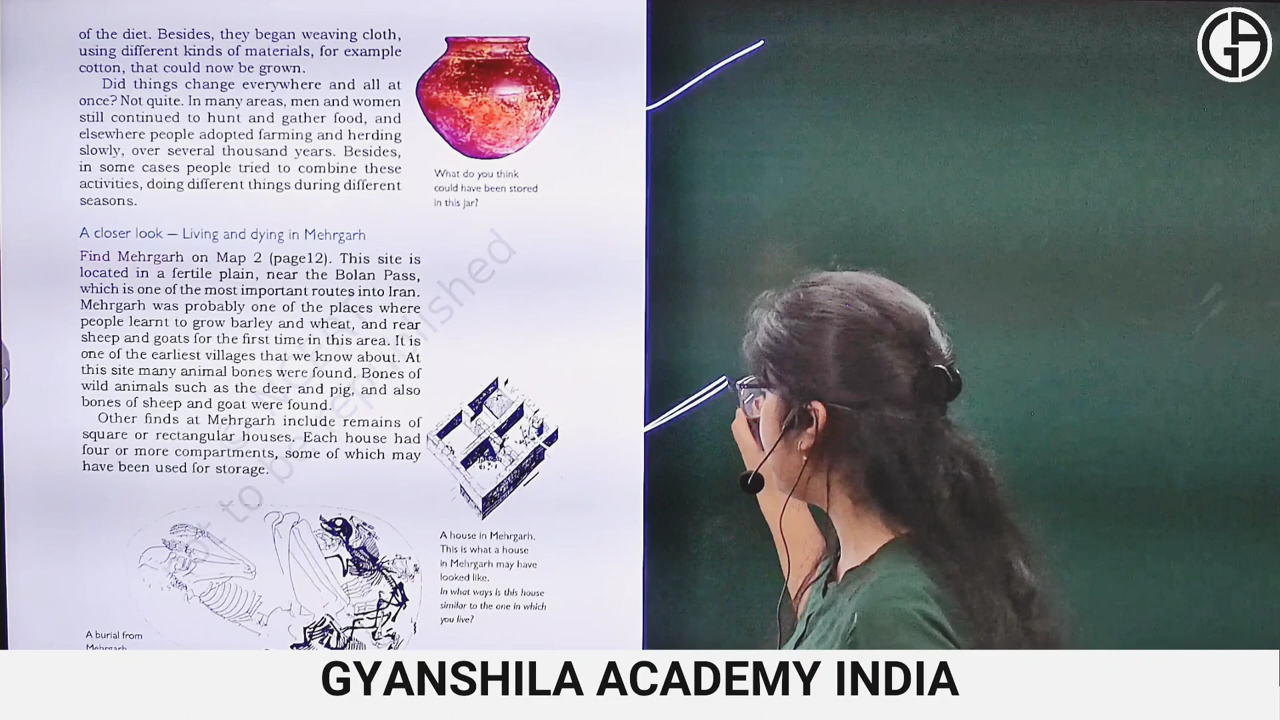 of the diet. Besides, they began weaving cloth,
using different kinds of materials, for example
cotton, that could now be grown.
Did things change everywhere and all at
once? Not quite. In many areas, men and women
still continued to hunt and gather food, and
elsewhere people adopted farming and herding
slowly, over several thousand years. Besides,
in some cases people tried to combine these
activities, doing different things during different
seasons.
What do you think
could have been stored
in this jar?
A closer look — Living and dying in Mehrgarh
Find Mehrgarh on Map 2 (page12). This site is
located in a fertile plain, near the Bolan Pass,
which is one of the most important routes into Iran.
Mehrgarh was probably one of the places where
people learnt to grow barley and wheat, and rear
sheep and goats for the first time in this area. It is
one of the earliest villages that we know about. At
this site many animal bones were found. Bones of
wild animals such as the deer and pig, and also
bones of sheep and goat were found.
Other finds at Mehrgarh include remains of
square or rectangular houses. Each house had
four or more compartments, some of which may
have been used for storage.
A house in Mehrgarh.
This is what a house
in Mehrgarh may have
looked like.
In what ways is this house
similar to the one in which
you live?
A burial from
Mehrgarh
to be
GA
GYANSHILA ACADEMY INDIA